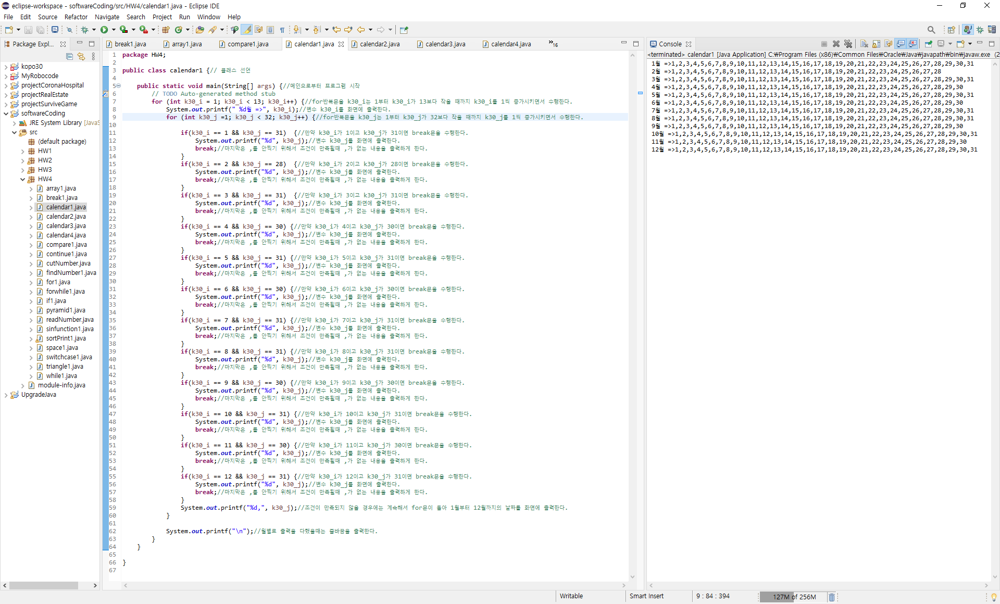 eclipse-workspace - softwareCoding/src/HW4/calendar1.java - Eclipse IDE
File Edit Source Refactor Navigate Search Project Run Window Help
Package Expl...
kopo30
MyRobocode
projectCoronaHospital
projectRealEstate
projectSurviveGame
softwareCoding
JRE System Library [JavaS
src
(default package)
HW1
HW2
HW3
HW4
array1.java
break1.java
calendar1.java
calendar2.java
calendar3.java
calendar4.java
compare1.java
continue1.java
cutNumber.java
findNumber1.java
for1.java
forwhile1.java
if1.java
pyramid1.java
readNumber.java
sinfunction1.java
sortPrint1.java
space1.java
switchcase1.java
triangle1.java
while1.java
module-info.java
UpgradeJava
break1.java array1.java compare1.java calendar1.java calendar2.java calendar3.java calendar4.java »16
1 package HW4;
2
3 public class calendar1 {// 클래스 선언
4
5 public static void main(String[] args) {//메인으로부터 프로그램 시작
6 // TODO Auto-generated method stub
7 for (int k30_i = 1; k30_i < 13; k30_i++) {//for반복문을 k30_i는 1부터 k30_i가 13보다 작을 때까지 k30_i를 1씩 증가시키면서 수행한다.
8 System.out.printf(" %d월 =>", k30_i);//변수 k30_i를 화면에 출력한다.
9 for (int k30_j =1; k30_j < 32; k30_j++) {//for반복문을 k30_j는 1부터 k30_j가 32보다 작을 때까지 k30_j를 1씩 증가시키면서 수행한다.
10
11 if(k30_i == 1 && k30_j == 31)  {//만약 k30_i가 1이고 k30_j가 31이면 break문을 수행한다.
12 System.out.printf("%d", k30_j);//변수 k30_j를 화면에 출력한다.
13 break;//마지막은 ,를 안찍기 위해서 조건이 만족될때 ,가 없는 내용을 출력하게 한다.
14 }
15 if(k30_i == 2 && k30_j == 28)  {//만약 k30_i가 2이고 k30_j가 28이면 break문을 수행한다.
16 System.out.printf("%d", k30_j);//변수 k30_j를 화면에 출력한다.
17 break;//마지막은 ,를 안찍기 위해서 조건이 만족될때 ,가 없는 내용을 출력하게 한다.
18 }
19 if(k30_i == 3 && k30_j == 31)  {//만약 k30_i가 3이고 k30_j가 31이면 break문을 수행한다.
20 System.out.printf("%d", k30_j);//변수 k30_j를 화면에 출력한다.
21 break;//마지막은 ,를 안찍기 위해서 조건이 만족될때 ,가 없는 내용을 출력하게 한다.
22 }
23 if(k30_i == 4 && k30_j == 30) {//만약 k30_i가 4이고 k30_j가 30이면 break문을 수행한다.
24 System.out.printf("%d", k30_j);//변수 k30_j를 화면에 출력한다.
25 break;//마지막은 ,를 안찍기 위해서 조건이 만족될때 ,가 없는 내용을 출력하게 한다.
26 }
27 if(k30_i == 5 && k30_j == 31) {//만약 k30_i가 5이고 k30_j가 31이면 break문을 수행한다.
28 System.out.printf("%d", k30_j);//변수 k30_j를 화면에 출력한다.
29 break;//마지막은 ,를 안찍기 위해서 조건이 만족될때 ,가 없는 내용을 출력하게 한다.
30 }
31 if(k30_i == 6 && k30_j == 30) {//만약 k30_i가 6이고 k30_j가 30이면 break문을 수행한다.
32 System.out.printf("%d", k30_j);//변수 k30_j를 화면에 출력한다.
33 break;//마지막은 ,를 안찍기 위해서 조건이 만족될때 ,가 없는 내용을 출력하게 한다.
34 }
35 if(k30_i == 7 && k30_j == 31) {//만약 k30_i가 7이고 k30_j가 31이면 break문을 수행한다.
36 System.out.printf("%d", k30_j);//변수 k30_j를 화면에 출력한다.
37 break;//마지막은 ,를 안찍기 위해서 조건이 만족될때 ,가 없는 내용을 출력하게 한다.
38 }
39 if(k30_i == 8 && k30_j == 31) {//만약 k30_i가 8이고 k30_j가 31이면 break문을 수행한다.
40 System.out.printf("%d", k30_j);//변수 k30_j를 화면에 출력한다.
41 break;//마지막은 ,를 안찍기 위해서 조건이 만족될때 ,가 없는 내용을 출력하게 한다.
42 }
43 if(k30_i == 9 && k30_j == 30) {//만약 k30_i가 9이고 k30_j가 30이면 break문을 수행한다.
44 System.out.printf("%d", k30_j);//변수 k30_j를 화면에 출력한다.
45 break;//마지막은 ,를 안찍기 위해서 조건이 만족될때 ,가 없는 내용을 출력하게 한다.
46 }
47 if(k30_i == 10 && k30_j == 31) {//만약 k30_i가 10이고 k30_j가 31이면 break문을 수행한다.
48 System.out.printf("%d", k30_j);//변수 k30_j를 화면에 출력한다.
49 break;//마지막은 ,를 안찍기 위해서 조건이 만족될때 ,가 없는 내용을 출력하게 한다.
50 }
51 if(k30_i == 11 && k30_j == 30) {//만약 k30_i가 11이고 k30_j가 30이면 break문을 수행한다.
52 System.out.printf("%d", k30_j);//변수 k30_j를 화면에 출력한다.
53 break;//마지막은 ,를 안찍기 위해서 조건이 만족될때 ,가 없는 내용을 출력하게 한다.
54 }
55 if(k30_i == 12 && k30_j == 31) {//만약 k30_i가 12이고 k30_j가 31이면 break문을 수행한다.
56 System.out.printf("%d", k30_j);//변수 k30_j를 화면에 출력한다.
57 break;//마지막은 ,를 안찍기 위해서 조건이 만족될때 ,가 없는 내용을 출력하게 한다.
58 }
59 System.out.printf("%d,", k30_j);//조건이 만족되지 않을 경우에는 계속해서 for문이 돌아 1월부터 12월까지의 날짜를 화면에 출력한다.
60 }
61
62 System.out.printf("\n");//월별로 출력을 다했을때는 줄바꿈을 출력한다.
63 }
64 }
65
66 }
67
Console
<terminated> calendar1 [Java Application] C:₩Program Files (x86)₩Common Files₩Oracle₩Java₩javapath₩bin₩javaw.exe (2
1월 =>1,2,3,4,5,6,7,8,9,10,11,12,13,14,15,16,17,18,19,20,21,22,23,24,25,26,27,28,29,30,31
2월 =>1,2,3,4,5,6,7,8,9,10,11,12,13,14,15,16,17,18,19,20,21,22,23,24,25,26,27,28
3월 =>1,2,3,4,5,6,7,8,9,10,11,12,13,14,15,16,17,18,19,20,21,22,23,24,25,26,27,28,29,30,31
4월 =>1,2,3,4,5,6,7,8,9,10,11,12,13,14,15,16,17,18,19,20,21,22,23,24,25,26,27,28,29,30
5월 =>1,2,3,4,5,6,7,8,9,10,11,12,13,14,15,16,17,18,19,20,21,22,23,24,25,26,27,28,29,30,31
6월 =>1,2,3,4,5,6,7,8,9,10,11,12,13,14,15,16,17,18,19,20,21,22,23,24,25,26,27,28,29,30
7월 =>1,2,3,4,5,6,7,8,9,10,11,12,13,14,15,16,17,18,19,20,21,22,23,24,25,26,27,28,29,30,31
8월 =>1,2,3,4,5,6,7,8,9,10,11,12,13,14,15,16,17,18,19,20,21,22,23,24,25,26,27,28,29,30,31
9월 =>1,2,3,4,5,6,7,8,9,10,11,12,13,14,15,16,17,18,19,20,21,22,23,24,25,26,27,28,29,30
10월 =>1,2,3,4,5,6,7,8,9,10,11,12,13,14,15,16,17,18,19,20,21,22,23,24,25,26,27,28,29,30,31
11월 =>1,2,3,4,5,6,7,8,9,10,11,12,13,14,15,16,17,18,19,20,21,22,23,24,25,26,27,28,29,30
12월 =>1,2,3,4,5,6,7,8,9,10,11,12,13,14,15,16,17,18,19,20,21,22,23,24,25,26,27,28,29,30,31
Writable Smart Insert 9 : 84 : 394 127M of 256M